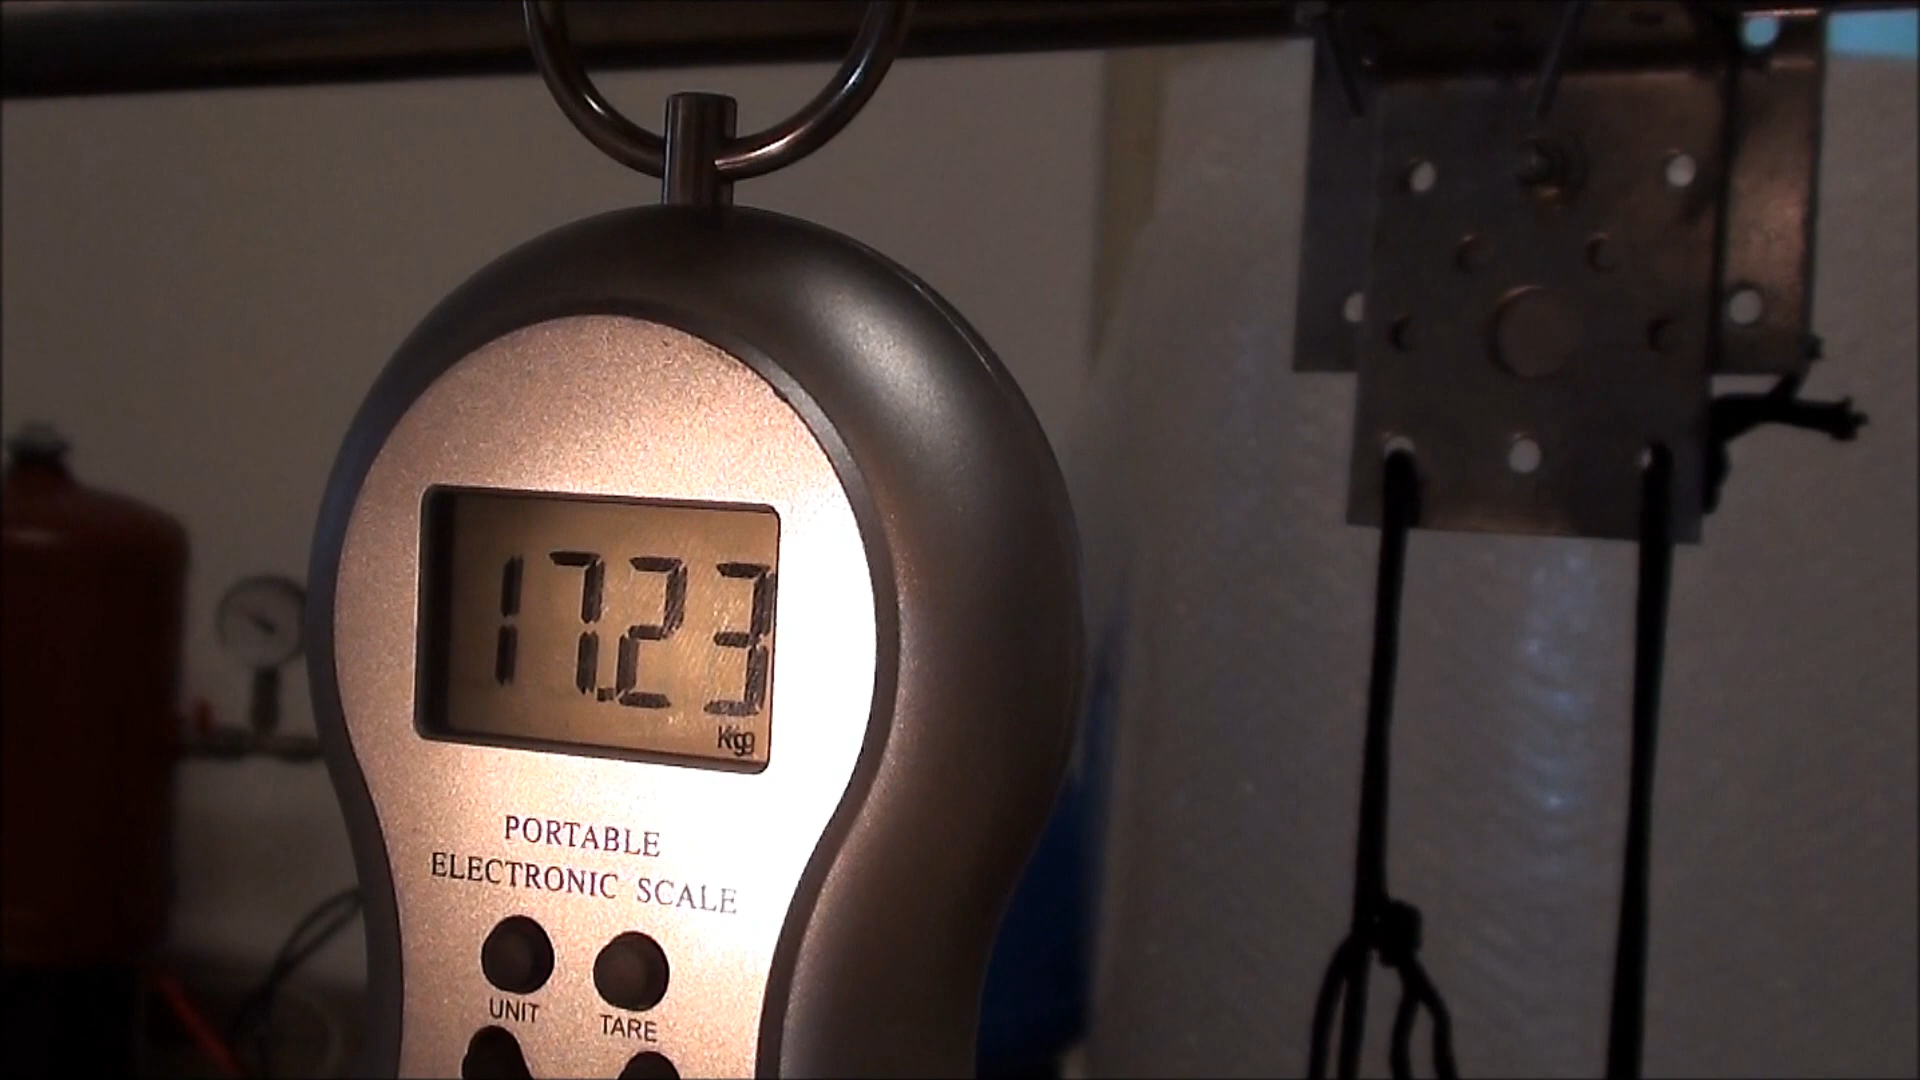 17.23
Kg
PORTABLE
ELECTRONIC SCALE
UNIT
TARE